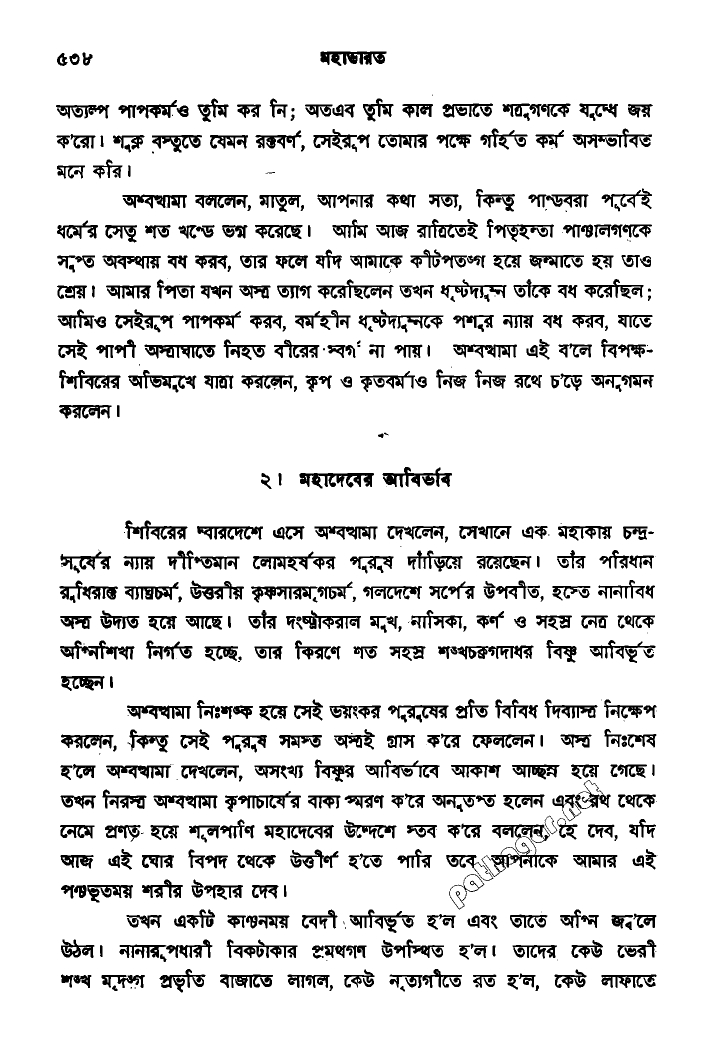 ৫৩৮ মহাভারত
অত্যল্প পাপকর্মও তুমি কর নি; অতএব তুমি কাল প্রভাতে শত্রুগণকে যুদ্ধে জয়
ক'রো। শুক্ল বস্তুতে যেমন রক্তবর্ণ, সেইরূপ তোমার পক্ষে গর্হিত কর্ম অসম্ভাবিত
মনে করি।
অশ্বত্থামা বললেন, মাতুল, আপনার কথা সত্য, কিন্তু পাণ্ডবরা পূর্বেই
ধর্মের সেতু শত খণ্ডে ভগ্ন করেছে। আমি আজ রাত্রিতেই পিতৃহন্তা পাঞ্চালগণকে
সুপ্ত অবস্থায় বধ করব, তার ফলে যদি আমাকে কীটপতঙ্গ হয়ে জন্মাতে হয় তাও
শ্রেয়। আমার পিতা যখন অস্ত্র ত্যাগ করেছিলেন তখন ধৃষ্টদ্যুম্ন তাঁকে বধ করেছিল;
আমিও সেইরূপ পাপকর্ম করব, বর্মহীন ধৃষ্টদ্যুম্নকে পশুর ন্যায় বধ করব, যাতে
সেই পাপী অস্ত্রাঘাতে নিহত বীরের স্বর্গ না পায়। অশ্বত্থামা এই ব'লে বিপক্ষ-
শিবিরের অভিমুখে যাত্রা করলেন, কৃপ ও কৃতবর্মাও নিজ নিজ রথে চ'ড়ে অনুগমন
করলেন।
২। মহাদেবের আবির্ভাব
শিবিরের দ্বারদেশে এসে অশ্বত্থামা দেখলেন, সেখানে এক মহাকায় চন্দ্র-
সূর্যের ন্যায় দীপ্তিমান লোমহর্ষকর পুরুষ দাঁড়িয়ে রয়েছেন। তাঁর পরিধান
রুধিরাক্ত ব্যাঘ্রচর্ম, উত্তরীয় কৃষ্ণসারমৃগচর্ম, গলদেশে সর্পের উপবীত, হস্তে নানাবিধ
অস্ত্র উদ্যত হয়ে আছে। তাঁর দংষ্ট্রাকরাল মুখ, নাসিকা, কর্ণ ও সহস্র নেত্র থেকে
অগ্নিশিখা নির্গত হচ্ছে, তার কিরণে শত সহস্র শঙ্খচক্রগদাধর বিষ্ণু আবির্ভূত
হচ্ছেন।
অশ্বত্থামা নিঃশঙ্ক হয়ে সেই ভয়ংকর পুরুষের প্রতি বিবিধ দিব্যাস্ত্র নিক্ষেপ
করলেন, কিন্তু সেই পুরুষ সমস্ত অস্ত্রই গ্রাস ক'রে ফেললেন। অস্ত্র নিঃশেষ
হ'লে অশ্বত্থামা দেখলেন, অসংখ্য বিষ্ণুর আবির্ভাবে আকাশ আচ্ছন্ন হয়ে গেছে।
তখন নিরস্ত্র অশ্বত্থামা কৃপাচার্যের বাক্য স্মরণ ক'রে অনুতপ্ত হলেন এবং রথ থেকে
নেমে প্রণত হয়ে শূলপাণি মহাদেবের উদ্দেশে স্তব ক'রে বললেন, হে দেব, যদি
আজ এই ঘোর বিপদ থেকে উত্তীর্ণ হ'তে পারি তবে আপনাকে আমার এই
পঞ্চভূতময় শরীর উপহার দেব।
তখন একটি কাঞ্চনময় বেদী আবির্ভূত হ'ল এবং তাতে অগ্নি জ্ব'লে
উঠল। নানারূপধারী বিকটাকার প্রমথগণ উপস্থিত হ'ল। তাদের কেউ ভেরী
শঙ্খ মৃদঙ্গ প্রভৃতি বাজাতে লাগল, কেউ নৃত্যগীতে রত হ'ল, কেউ লাফাতে
pathagar.net